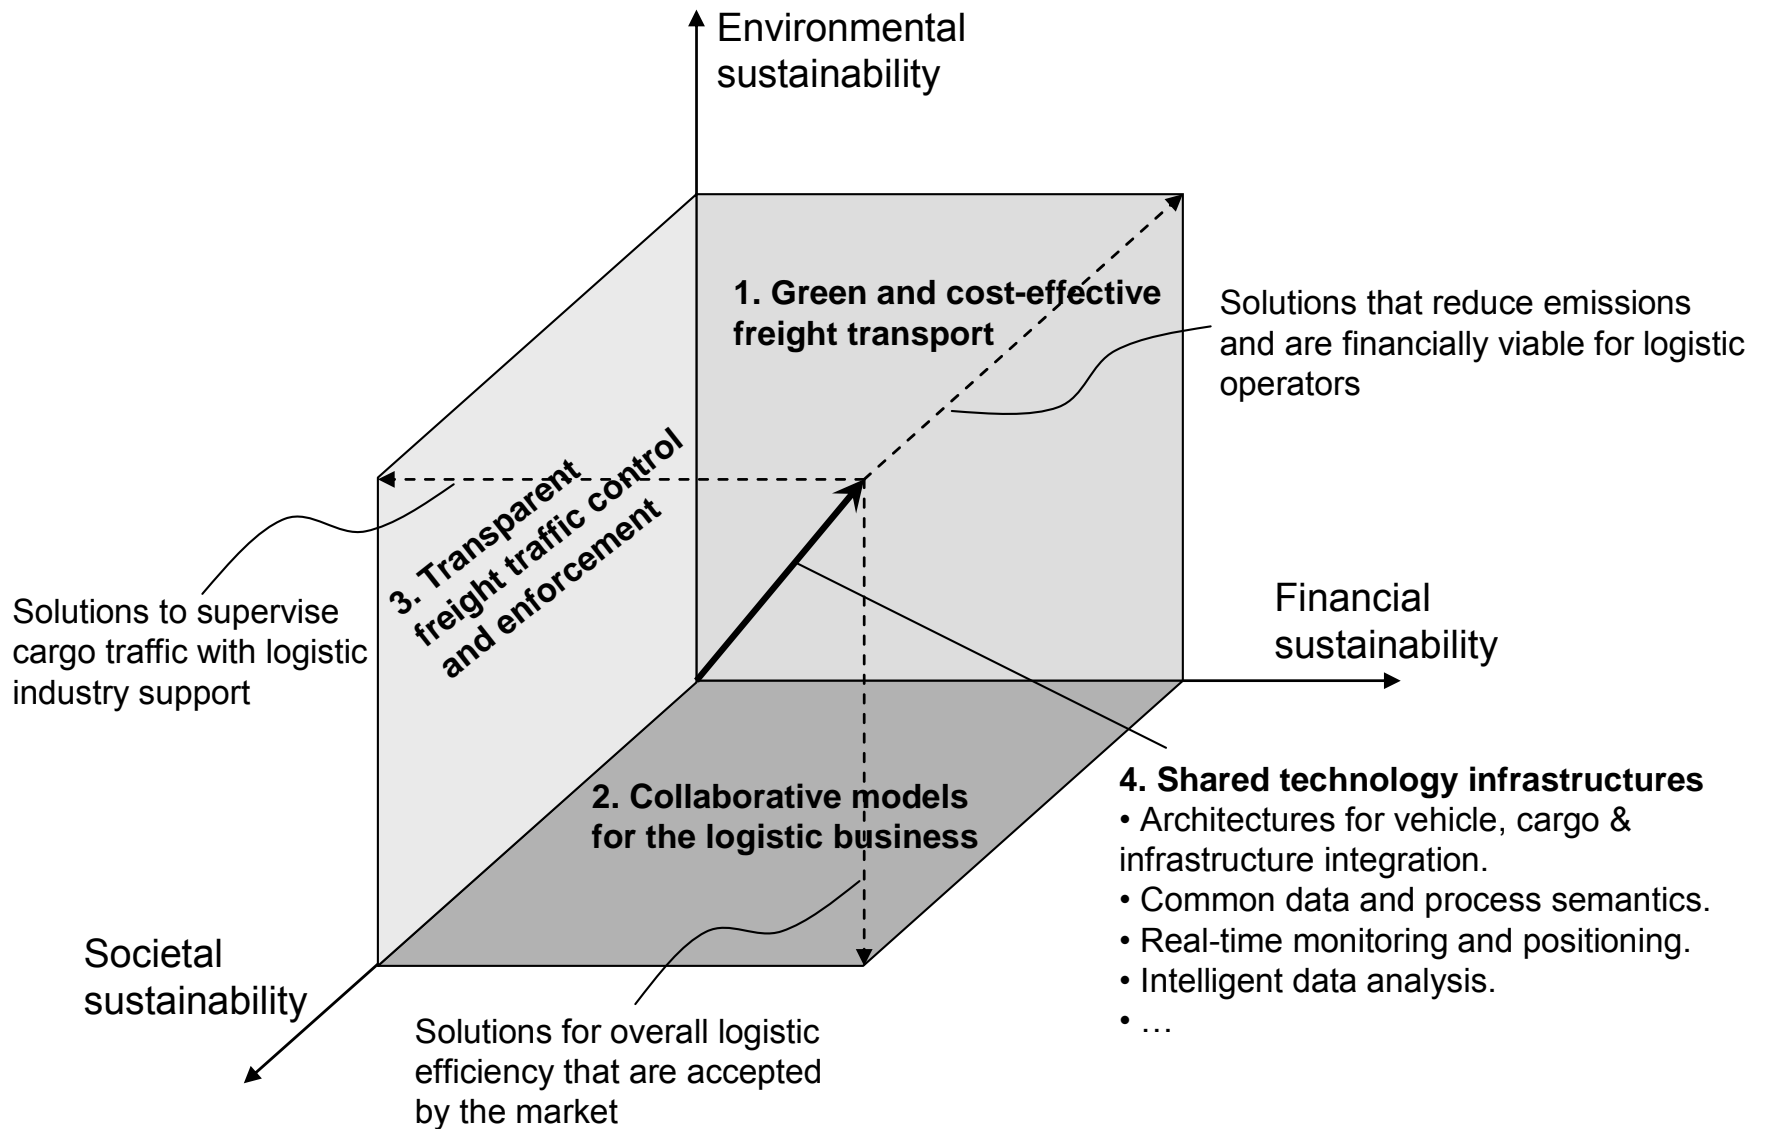 Environmental
sustainability
1. Green and cost-effective
freight transport
Solutions that reduce emissions
and are financially viable for logistic
operators
3. Transparent
freight traffic control
and enforcement
Solutions to supervise
cargo traffic with logistic
industry support
Financial
sustainability
2. Collaborative models
for the logistic business
4. Shared technology infrastructures
• Architectures for vehicle, cargo &
infrastructure integration.
• Common data and process semantics.
• Real-time monitoring and positioning.
• Intelligent data analysis.
• …
Societal
sustainability
Solutions for overall logistic
efficiency that are accepted
by the market